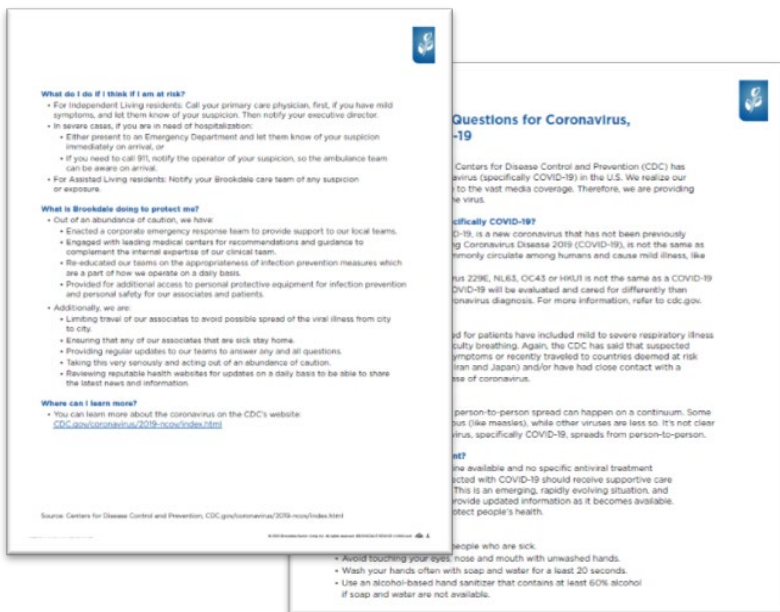 What do I do if I think if I am at risk?
• For Independent Living residents: Call your primary care physician, first, if you have mild
symptoms, and let them know of your suspicion. Then notify your executive director.
• In severe cases, if you are in need of hospitalization:
• Either present to an Emergency Department and let them know of your suspicion
immediately on arrival, or
• If you need to call 911, notify the operator of your suspicion, so the ambulance team
can be aware on arrival.
• For Assisted Living residents: Notify your Brookdale care team of any suspicion
or exposure.
What is Brookdale doing to protect me?
• Out of an abundance of caution, we have:
• Enacted a corporate emergency response team to provide support to our local teams.
• Engaged with leading medical centers for recommendations and guidance to
complement the internal expertise of our clinical team.
• Re-educated our teams on the appropriateness of infection prevention measures which
are a part of how we operate on a daily basis.
• Provided for additional access to personal protective equipment for infection prevention
and personal safety for our associates and patients.
• Additionally, we are:
• Limiting travel of our associates to avoid possible spread of the viral illness from city
to city.
• Ensuring that any of our associates that are sick stay home.
• Providing regular updates to our teams to answer any and all questions.
• Taking this very seriously and acting out of an abundance of caution.
• Reviewing reputable health websites for updates on a daily basis to be able to share
the latest news and information.
Where can I learn more?
• You can learn more about the coronavirus on the CDC's website:
CDC.gov/coronavirus/2019-ncov/index.html
Source: Centers for Disease Control and Prevention, CDC.gov/coronavirus/2019-ncov/index.html
Questions for Coronavirus,
-19
Centers for Disease Control and Prevention (CDC) has
avirus (specifically COVID-19) in the U.S. We realize our
to the vast media coverage. Therefore, we are providing
he virus.
cifically COVID-19?
D-19, is a new coronavirus that has not been previously
ng Coronavirus Disease 2019 (COVID-19), is not the same as
mmonly circulate among humans and cause mild illness, like
rus 229E, NL63, OC43 or HKU1 is not the same as a COVID-19
OVID-19 will be evaluated and cared for differently than
ronavirus diagnosis. For more information, refer to cdc.gov.
ed for patients have included mild to severe respiratory illness
culty breathing. Again, the CDC has said that suspected
ymptoms or recently traveled to countries deemed at risk
Iran and Japan) and/or have had close contact with a
ase of coronavirus.
person-to-person spread can happen on a continuum. Some
ous (like measles), while other viruses are less so. It's not clear
virus, specifically COVID-19, spreads from person-to-person.
nt?
ine available and no specific antiviral treatment
ected with COVID-19 should receive supportive care
This is an emerging, rapidly evolving situation, and
provide updated information as it becomes available.
otect people's health.
people who are sick.
• Avoid touching your eyes, nose and mouth with unwashed hands.
• Wash your hands often with soap and water for a least 20 seconds.
• Use an alcohol-based hand sanitizer that contains at least 60% alcohol
if soap and water are not available.